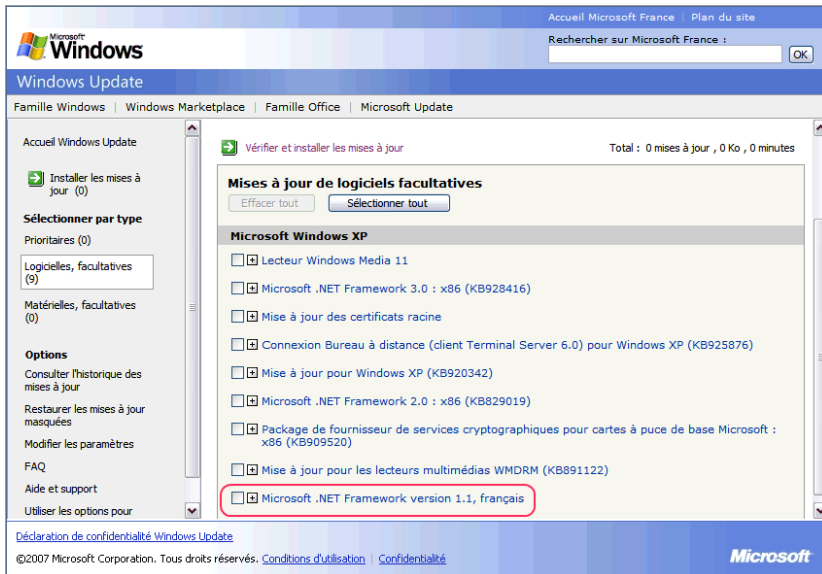 Accueil Microsoft France | Plan du site
Microsoft
Windows
Rechercher sur Microsoft France :
OK
Windows Update
Famille Windows | Windows Marketplace | Famille Office | Microsoft Update
Accueil Windows Update
Installer les mises à
jour (0)
Sélectionner par type
Prioritaires (0)
Logicielles, facultatives
(9)
Matérielles, facultatives
(0)
Options
Consulter l'historique des
mises à jour
Restaurer les mises à jour
masquées
Modifier les paramètres
FAQ
Aide et support
Utiliser les options pour
Vérifier et installer les mises à jour
Total : 0 mises à jour , 0 Ko , 0 minutes
Mises à jour de logiciels facultatives
Effacer tout
Sélectionner tout
Microsoft Windows XP
Lecteur Windows Media 11
Microsoft .NET Framework 3.0 : x86 (KB928416)
Mise à jour des certificats racine
Connexion Bureau à distance (client Terminal Server 6.0) pour Windows XP (KB925876)
Mise à jour pour Windows XP (KB920342)
Microsoft .NET Framework 2.0 : x86 (KB829019)
Package de fournisseur de services cryptographiques pour cartes à puce de base Microsoft :
x86 (KB909520)
Mise à jour pour les lecteurs multimédias WMDRM (KB891122)
Microsoft .NET Framework version 1.1, français
Déclaration de confidentialité Windows Update
©2007 Microsoft Corporation. Tous droits réservés. Conditions d'utilisation | Confidentialité
Microsoft